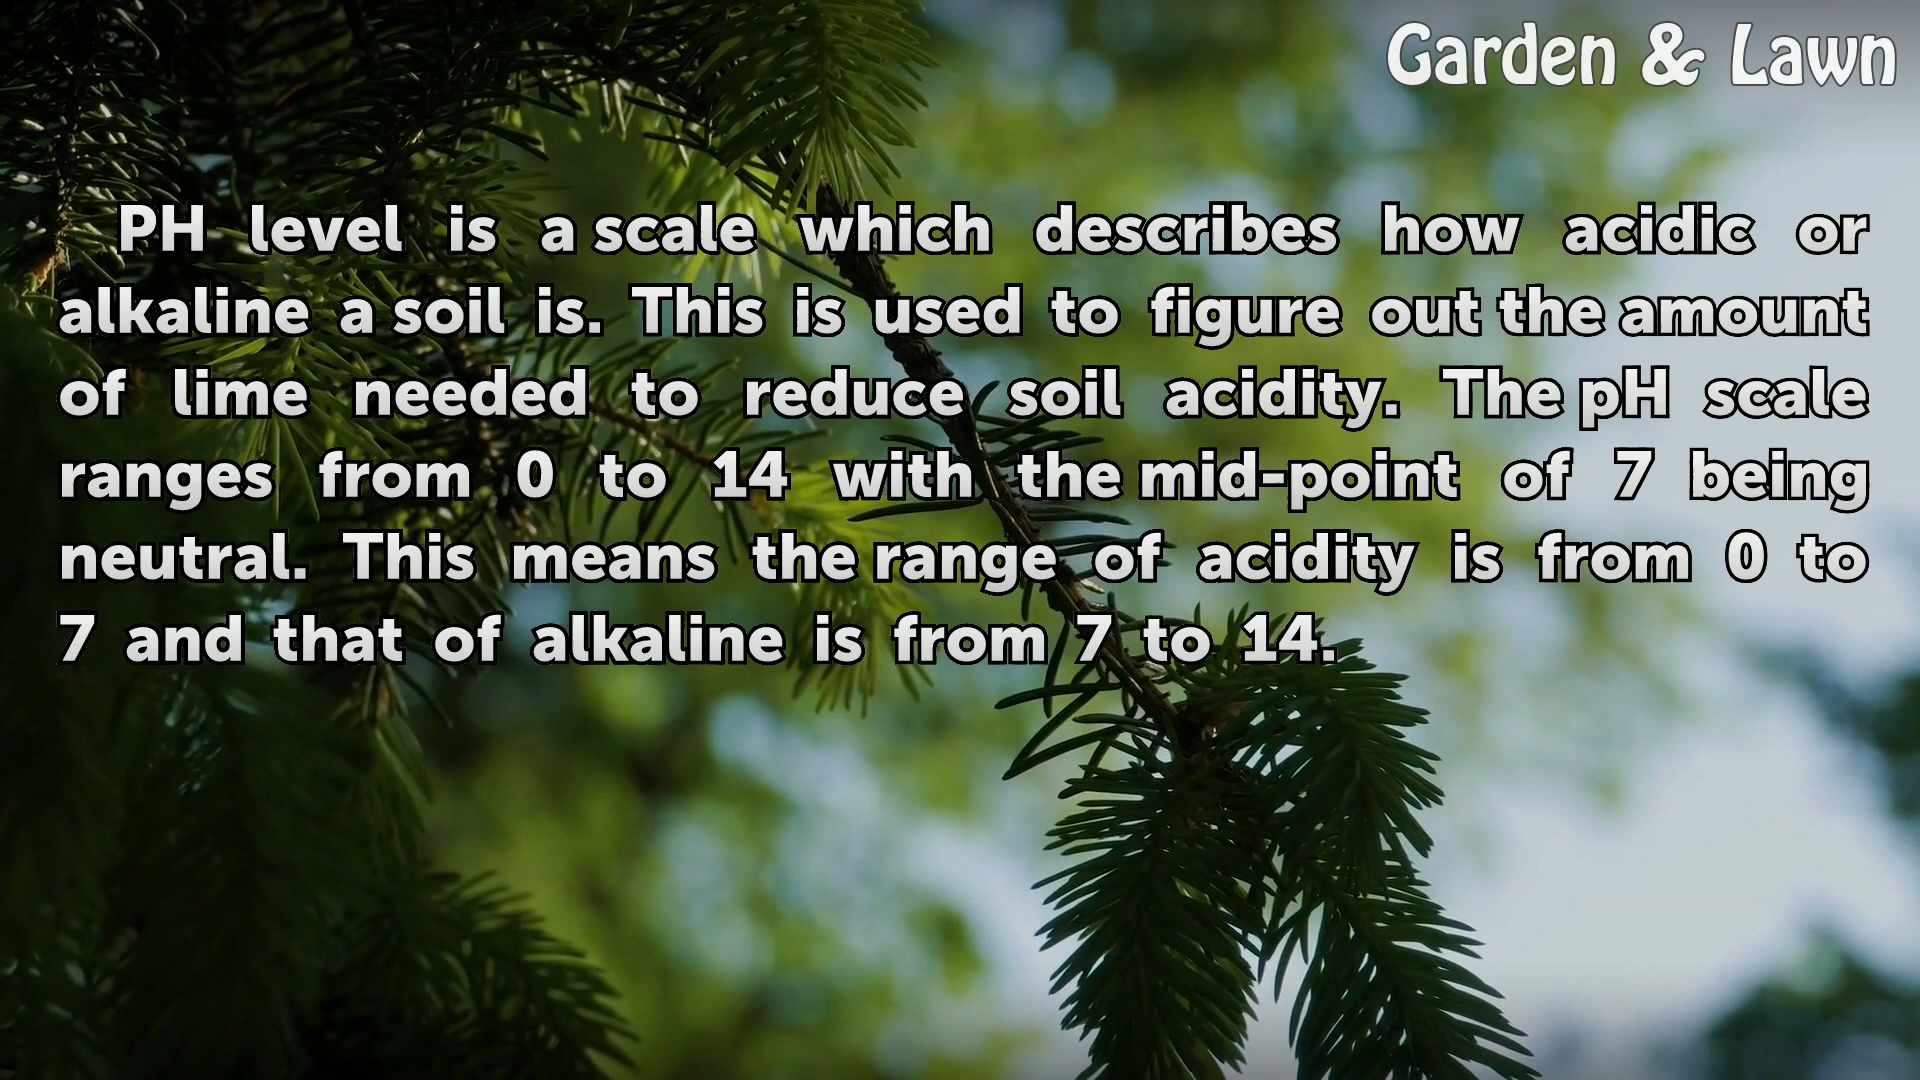 Garden & Lawn
PH level is a scale which describes how acidic or
alkaline a soil is. This is used to figure out the amount
of lime needed to reduce soil acidity. The pH scale
ranges from 0 to 14 with the mid-point of 7 being
neutral. This means the range of acidity is from 0 to
7 and that of alkaline is from 7 to 14.